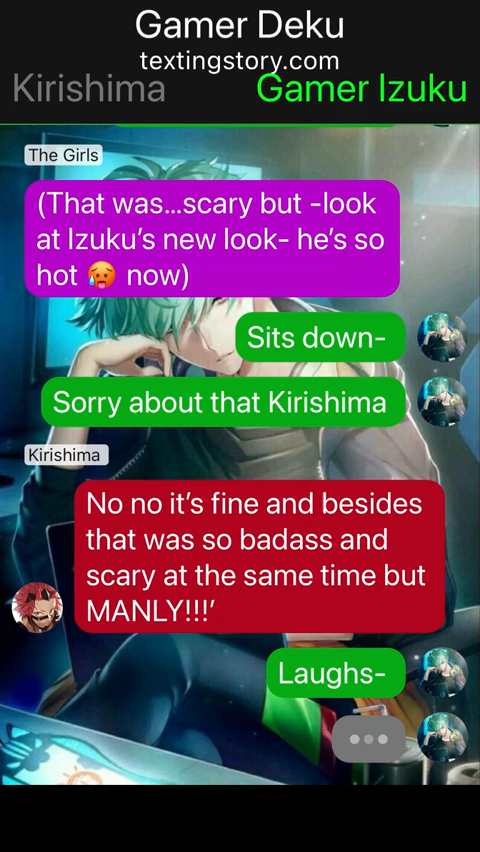 Gamer Deku
textingstory.com
Kirishima
Gamer Izuku
The Girls
(That was...scary but -look
at Izuku's new look- he's so
hot 🥵 now)
Sits down-
Sorry about that Kirishima
Kirishima
No no it's fine and besides
that was so badass and
scary at the same time but
MANLY!!!'
Laughs-